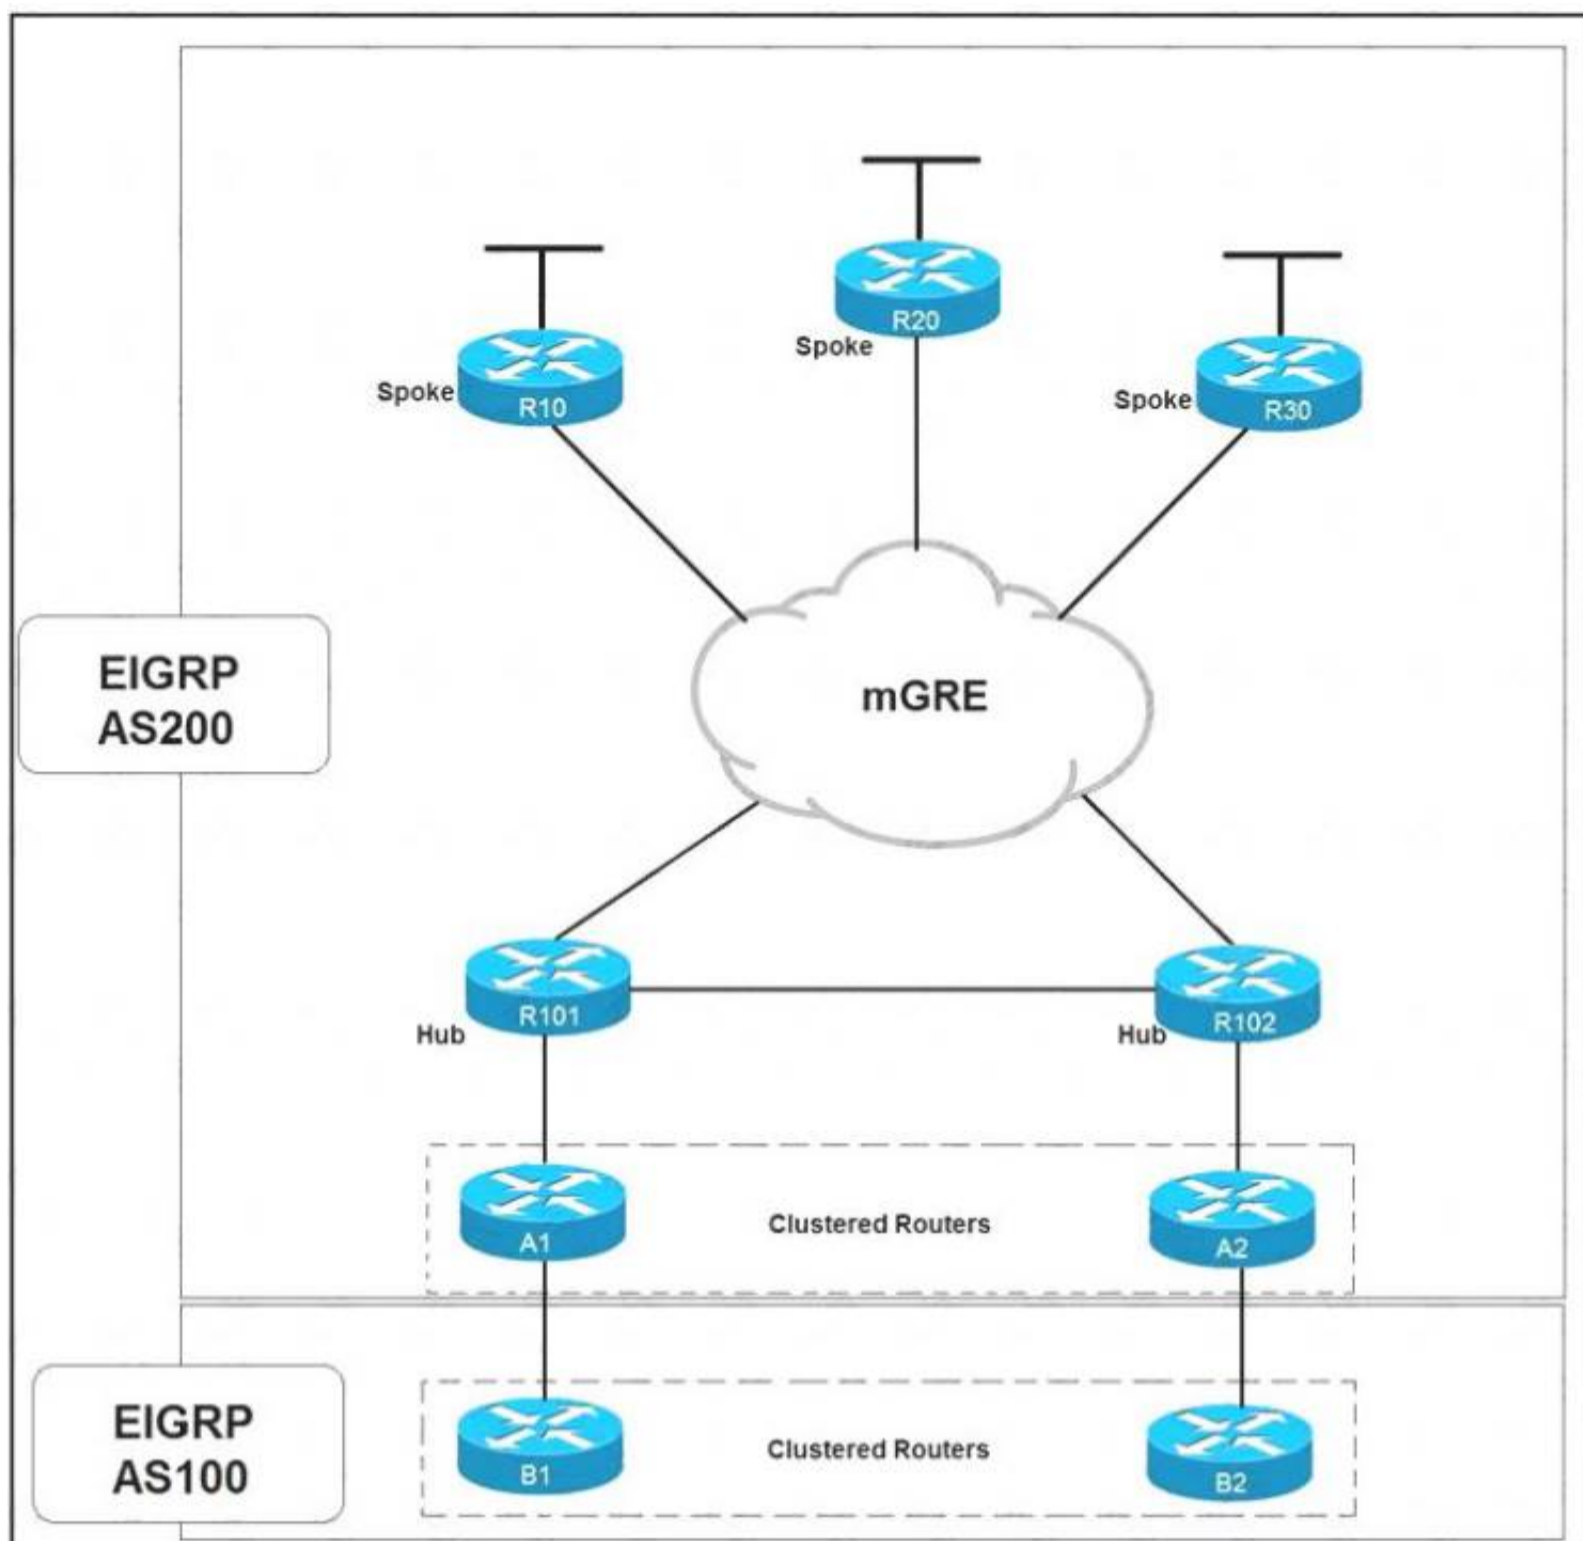 R20
Spoke
R10
Spoke
R30
Spoke
EIGRP
AS200
mGRE
R101
Hub
R102
Hub
A1
Clustered Routers
A2
EIGRP
AS100
B1
Clustered Routers
B2